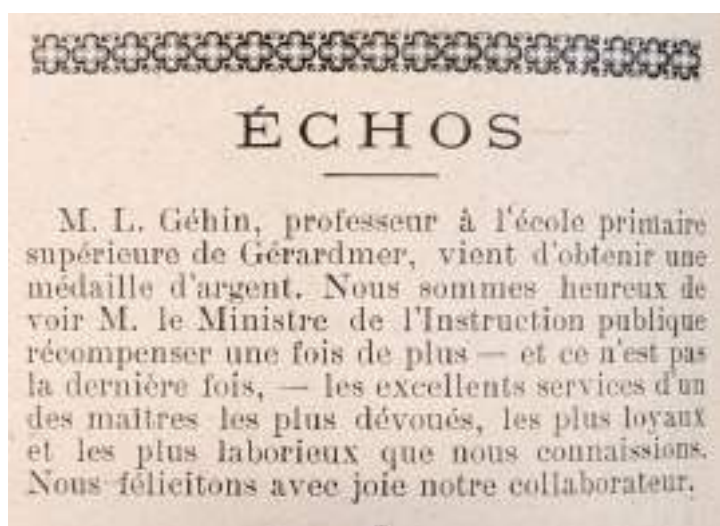 ÉCHOS
M. L. Géhin, professeur à l'école primaire
supérieure de Gérardmer, vient d'obtenir une
médaille d'argent. Nous sommes heureux de
voir M. le Ministre de l'Instruction publique
récompenser une fois de plus — et ce n'est pas
la dernière fois, — les excellents services d'un
des maîtres les plus dévoués, les plus loyaux
et les plus laborieux que nous connaissions.
Nous félicitons avec joie notre collaborateur.